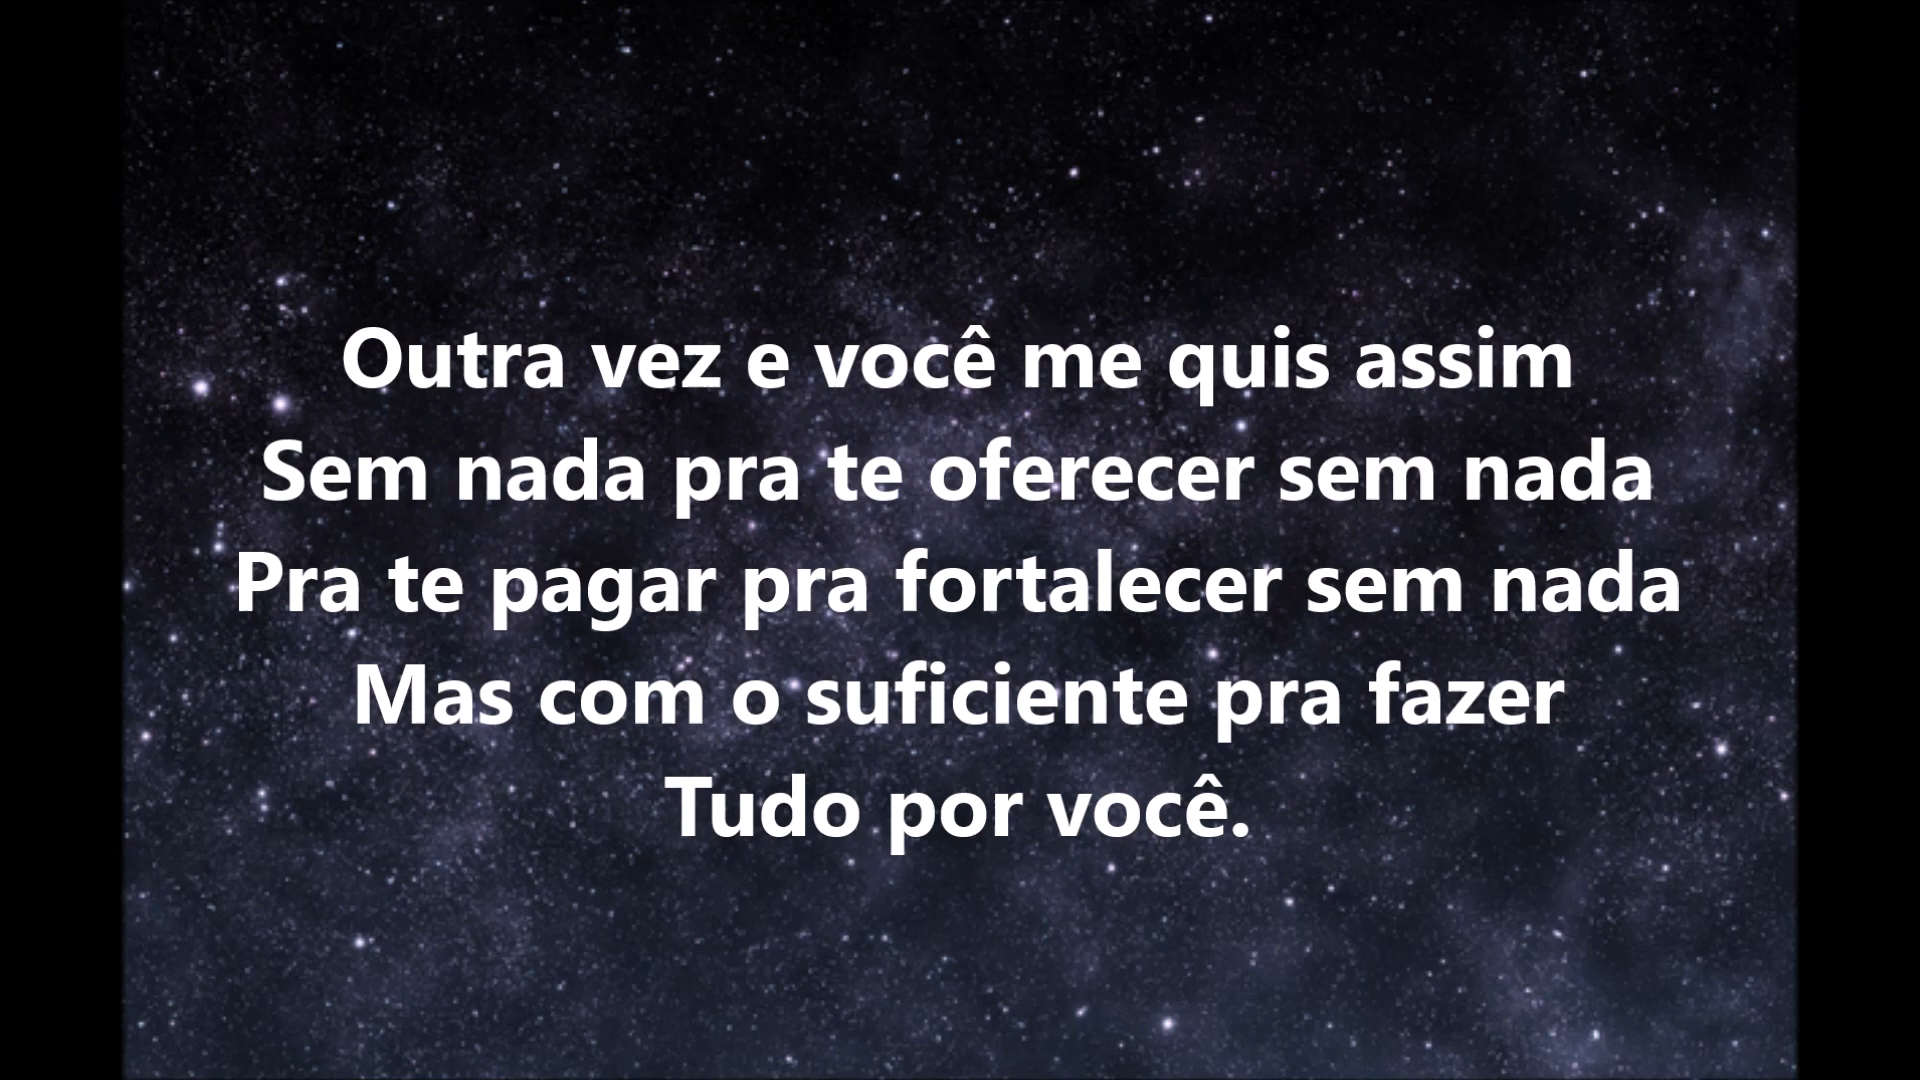 Outra vez e você me quis assim
Sem nada pra te oferecer sem nada
Pra te pagar pra fortalecer sem nada
Mas com o suficiente pra fazer
Tudo por você.